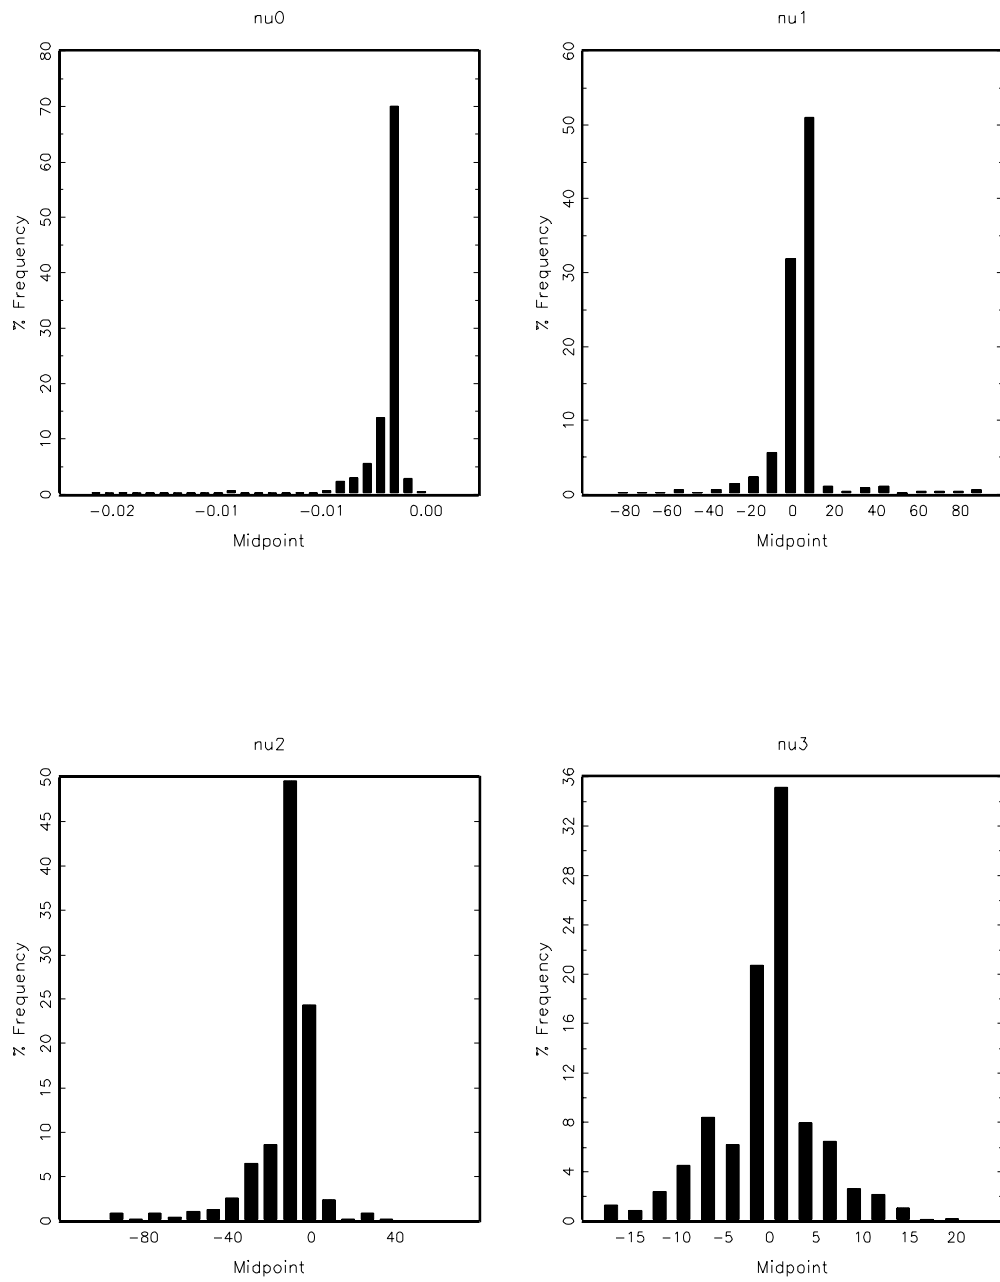 nu0
% Frequency
0 10 20 30 40 50 60 70 80
-0.02 -0.01 -0.01 0.00
Midpoint
nu1
% Frequency
0 10 20 30 40 50 60
-80 -60 -40 -20 0 20 40 60 80
Midpoint
nu2
% Frequency
0 5 10 15 20 25 30 35 40 45 50
-80 -40 0 40
Midpoint
nu3
% Frequency
0 4 8 12 16 20 24 28 32 36
-15 -10 -5 0 5 10 15 20
Midpoint